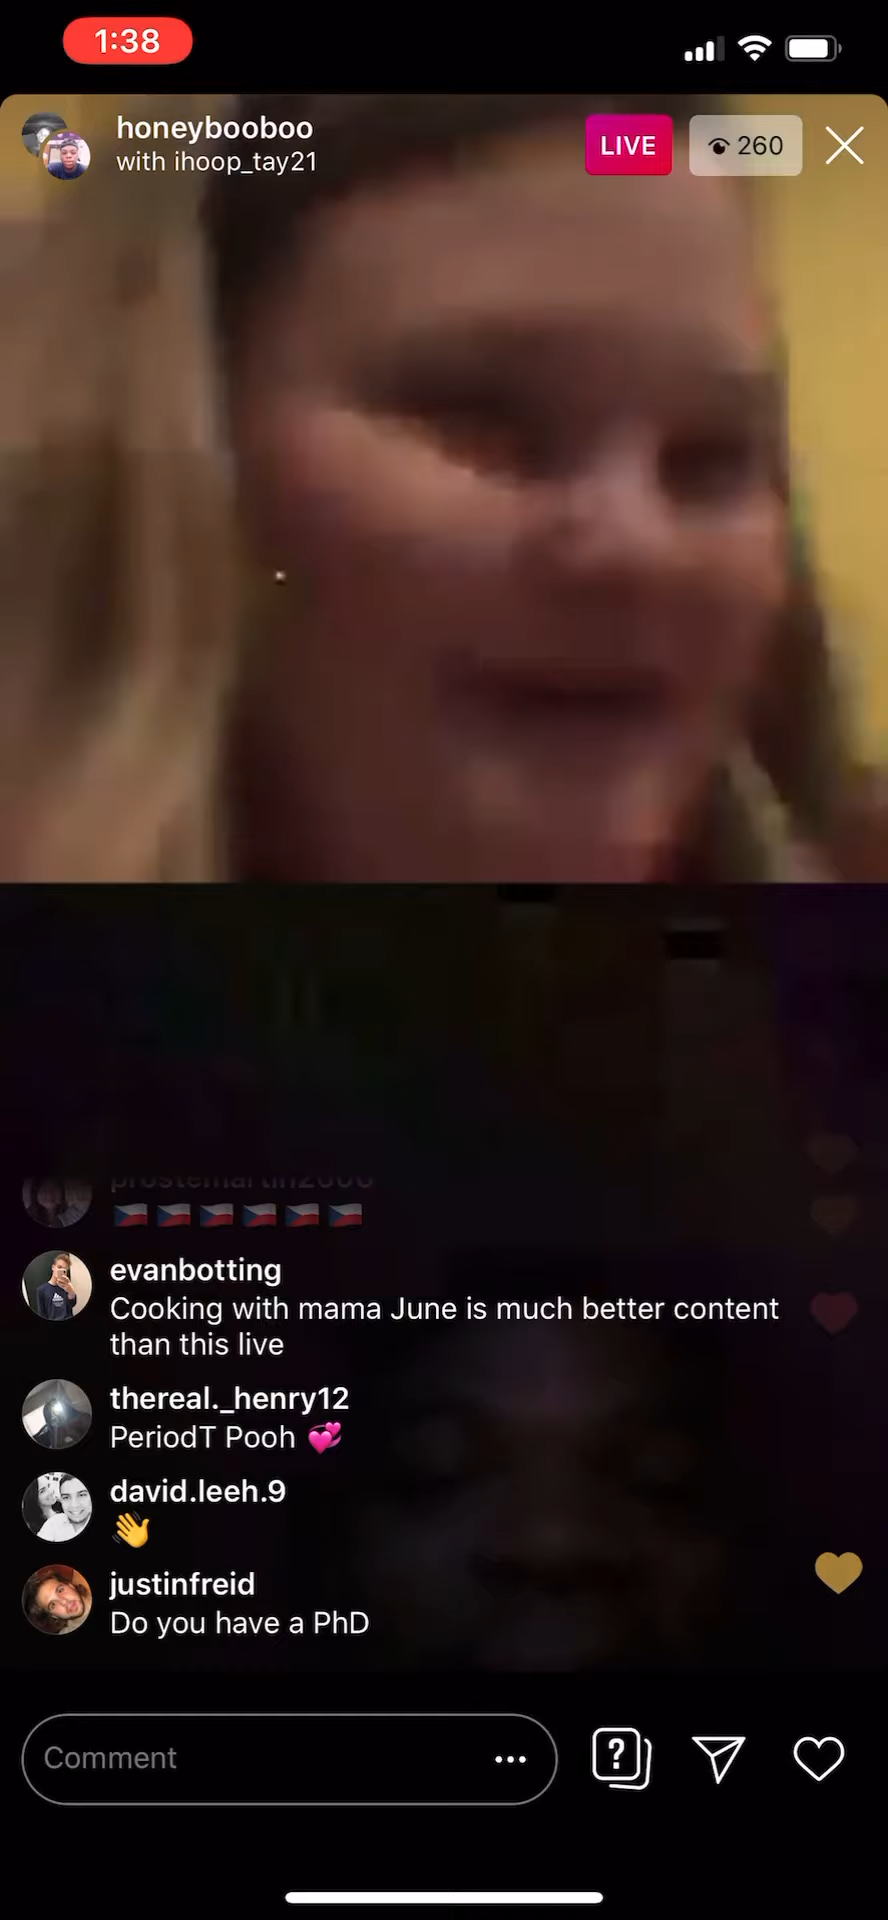 1:38
honeybooboo
with ihoop_tay21
LIVE
260
🇨🇿🇨🇿🇨🇿🇨🇿🇨🇿🇨🇿
evanbotting
Cooking with mama June is much better content
than this live
thereal._henry12
PeriodT Pooh 💞
david.leeh.9
👋
justinfreid
Do you have a PhD
Comment